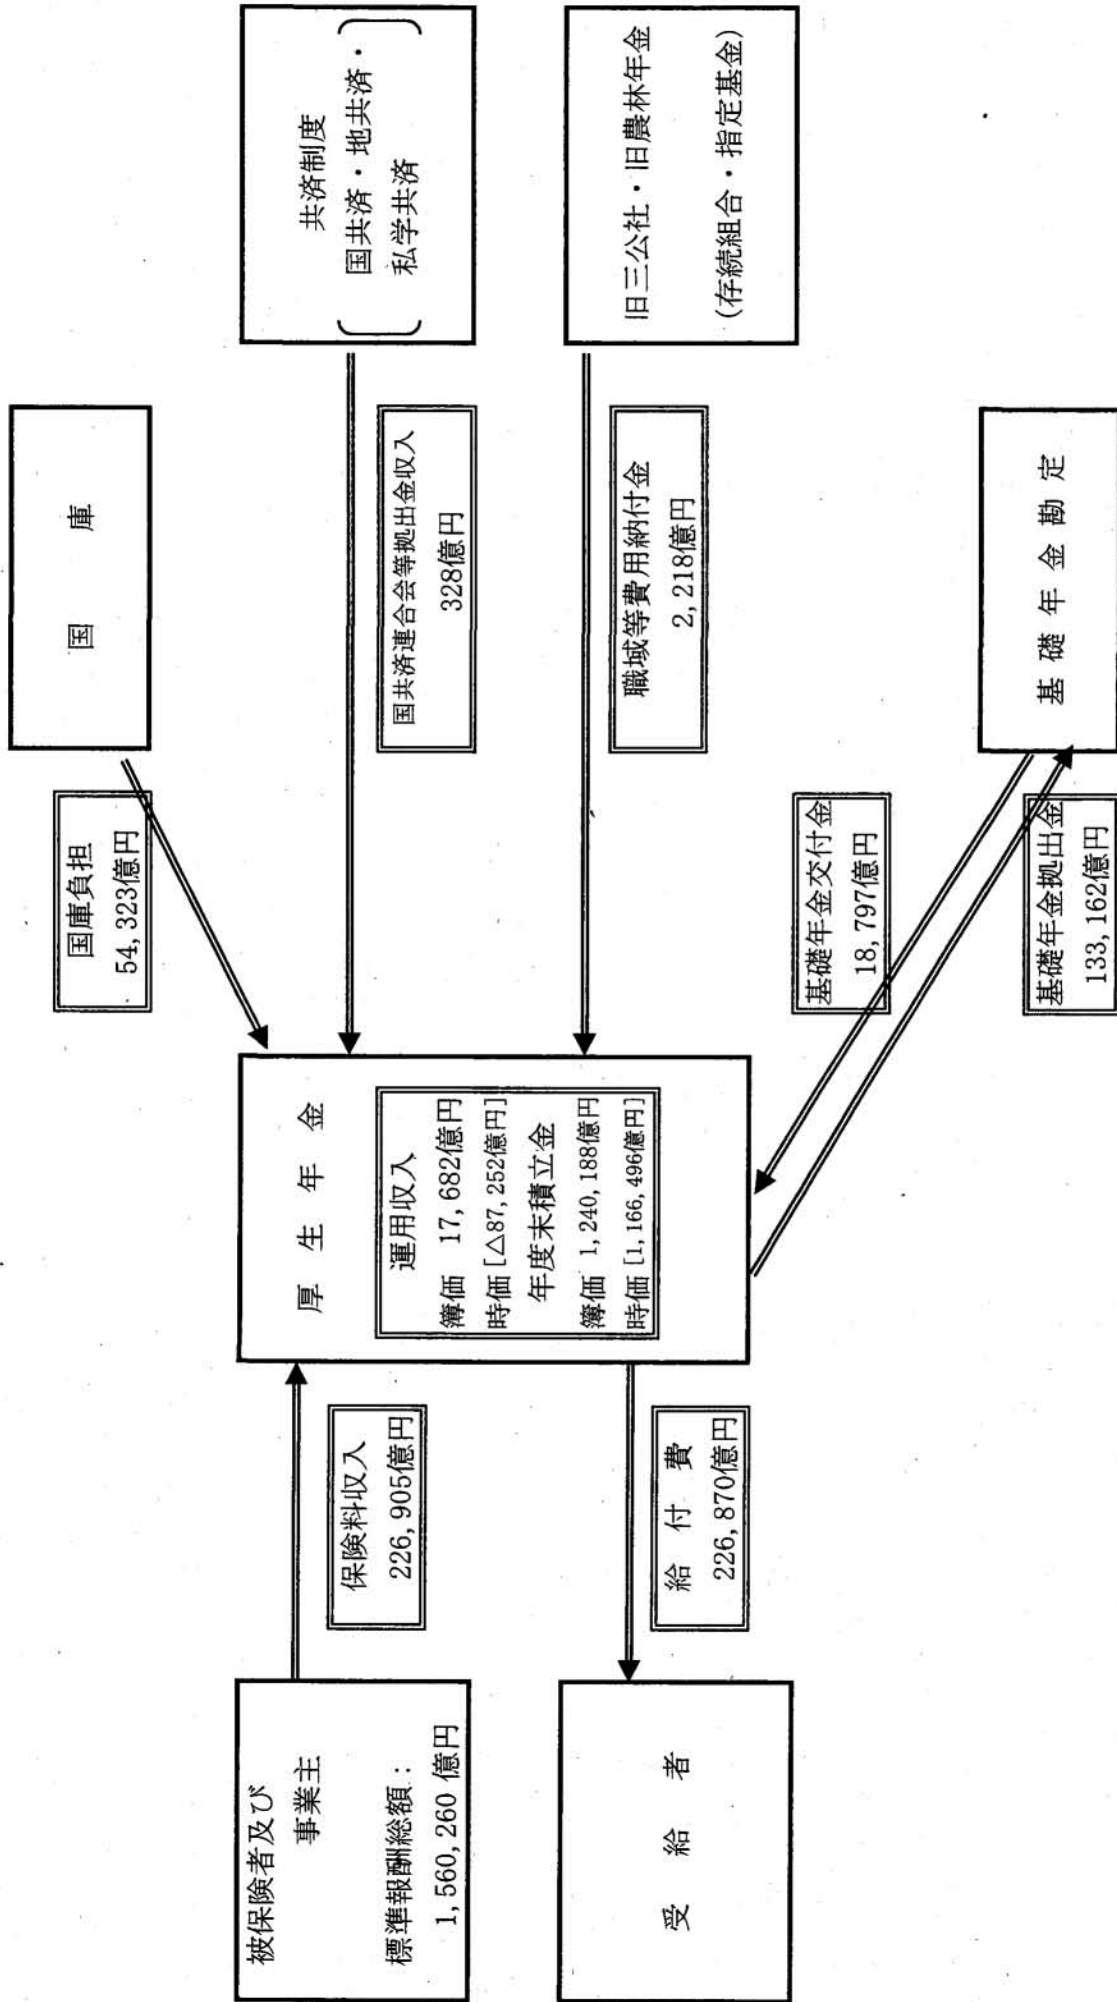 国　　庫
国庫負担
54,323億円
共済制度
国共済・地共済・
私学共済
国共済連合会等拠出金収入
328億円
旧三公社・旧農林年金
(存続組合・指定基金)
職域等費用納付金
2,218億円
基 礎 年 金 勘 定
基礎年金交付金
18,797億円
基礎年金拠出金
133,162億円
厚 生 年 金
運用収入
簿価 17,682億円
時価 [△87,252億円]
年度末積立金
簿価 1,240,188億円
時価 [1,166,496億円]
被保険者及び
事業主
標準報酬総額：
1,560,260 億円
保険料収入
226,905億円
給 付 費
226,870億円
受　給　者